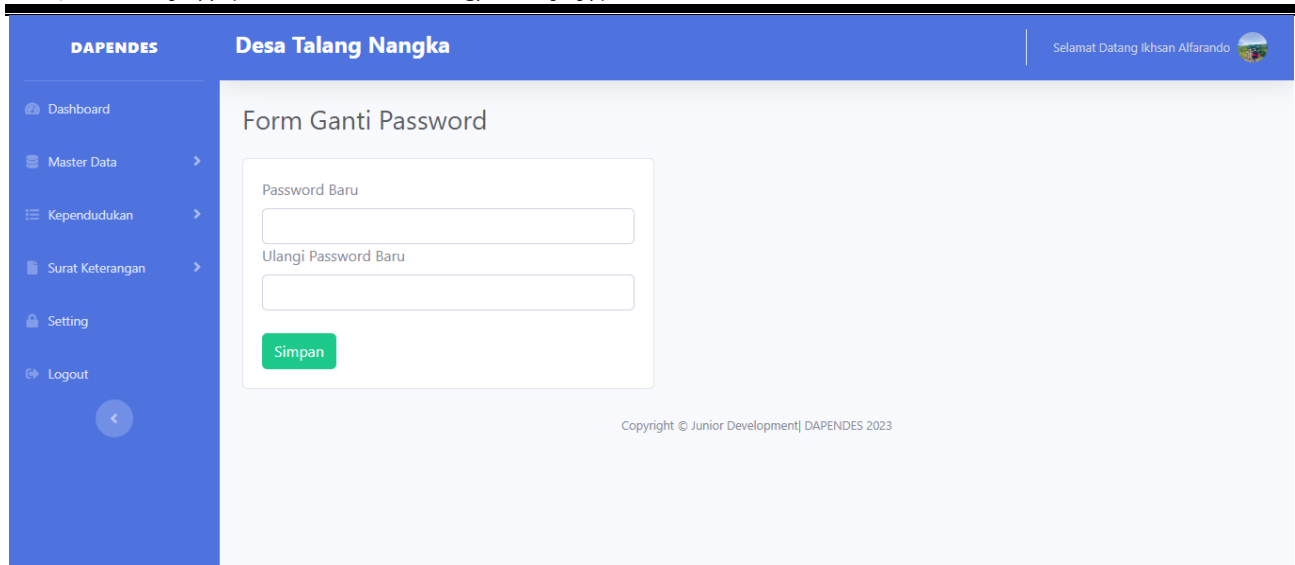 DAPENDES
Desa Talang Nangka
Selamat Datang Ikhsan Alfarando
Dashboard
Master Data
Kependudukan
Surat Keterangan
Setting
Logout
Form Ganti Password
Password Baru
Ulangi Password Baru
Simpan
Copyright © Junior Development| DAPENDES 2023